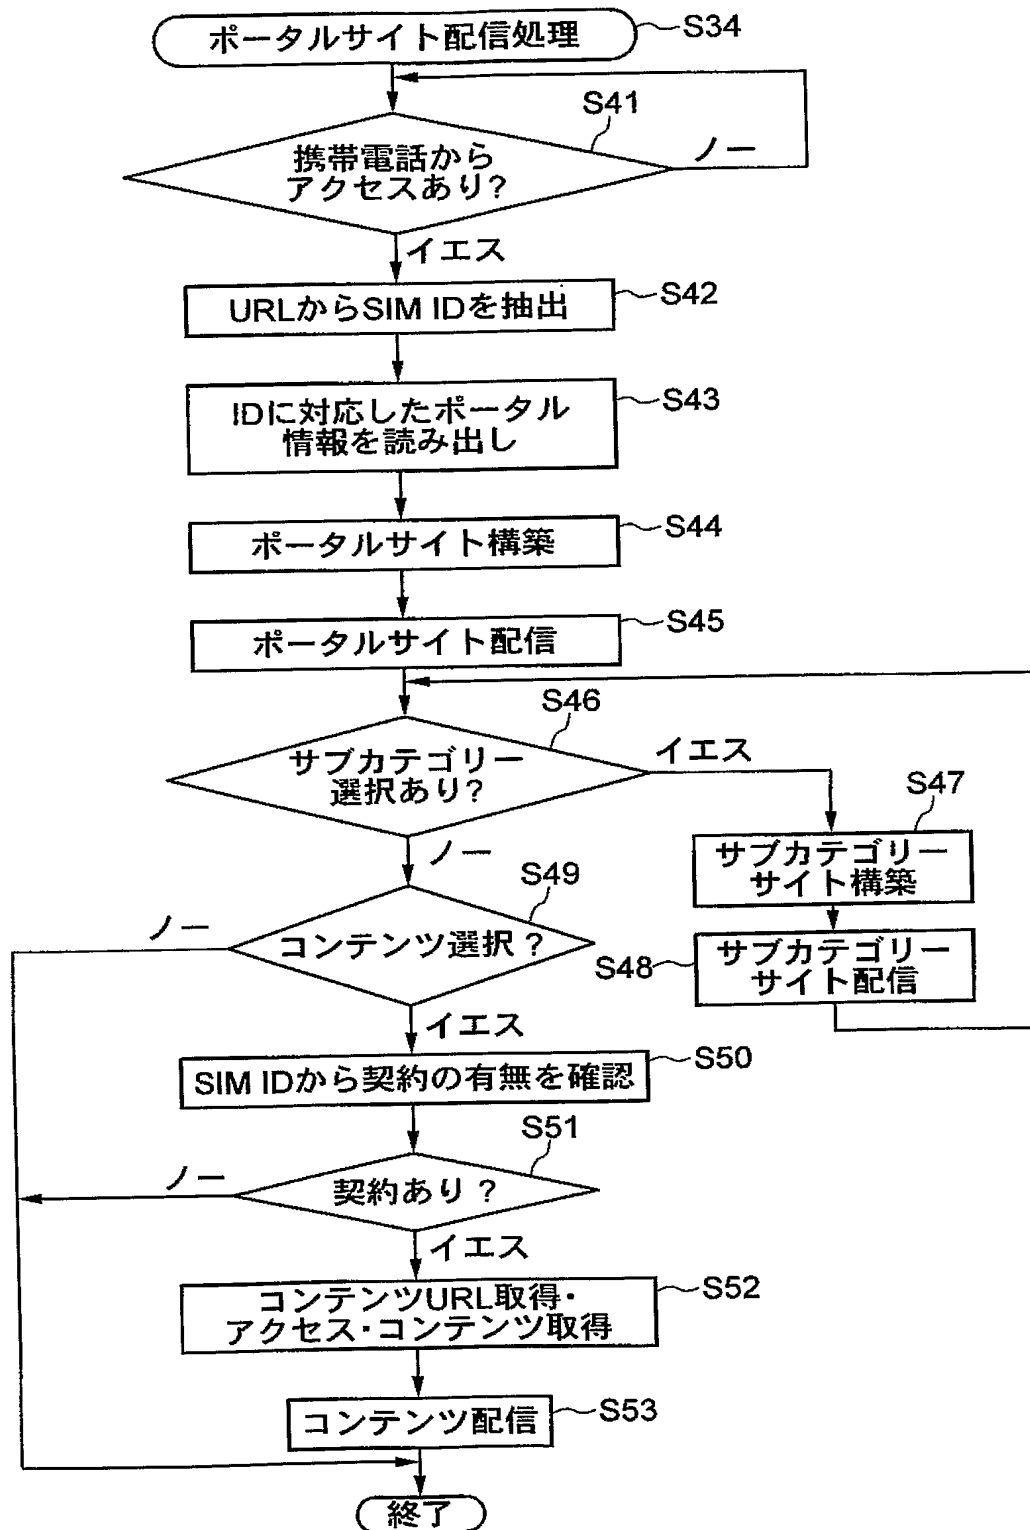 ポータルサイト配信処理
S34
S41
携帯電話から
アクセスあり?
ノー
イエス
URLからSIM IDを抽出
S42
IDに対応したポータル
情報を読み出し
S43
ポータルサイト構築
S44
ポータルサイト配信
S45
S46
サブカテゴリー
選択あり?
イエス
ノー
S47
サブカテゴリー
サイト構築
S48
サブカテゴリー
サイト配信
S49
コンテンツ選択？
ノー
イエス
SIM IDから契約の有無を確認
S50
S51
契約あり？
ノー
イエス
コンテンツURL取得・
アクセス・コンテンツ取得
S52
コンテンツ配信
S53
終了